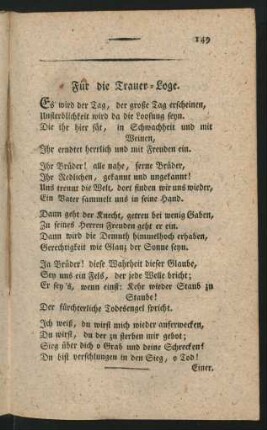 149
Für die Trauer-Loge.
Es wird der Tag, der große Tag erscheinen,
Unsterblichkeit wird da die Loosung seyn.
Die ihr hier sät, in Schwachheit und mit
Weinen,
Ihr erndtet herrlich und mit Freuden ein.
Ihr Brüder! alle nahe, ferne Brüder,
Ihr Redlichen, gekannt und ungekannt!
Uns trennt die Welt, dort finden wir uns wieder,
Ein Vater sammelt uns in seine Hand.
Dann geht der Knecht, getreu bei wenig Gaben,
Zu seines Herren Freuden geht er ein.
Dann wird die Demuth himmelhoch erhaben,
Gerechtigkeit wie Glanz der Sonne seyn.
Ja Brüder! diese Wahrheit dieser Glaube,
Sey uns ein Fels, der jede Welle bricht;
Er sey's, wenn einst: Kehr wieder Staub zu
Staube!
Der fürchterliche Todesengel spricht.
Ich weiß, du wirst mich wieder auferwecken,
Du wirst, du der zu sterben mir gebot;
Sieg über dich o Grab und deine Schrecken!
Du bist verschlungen in den Sieg, o Tod!
Einer.